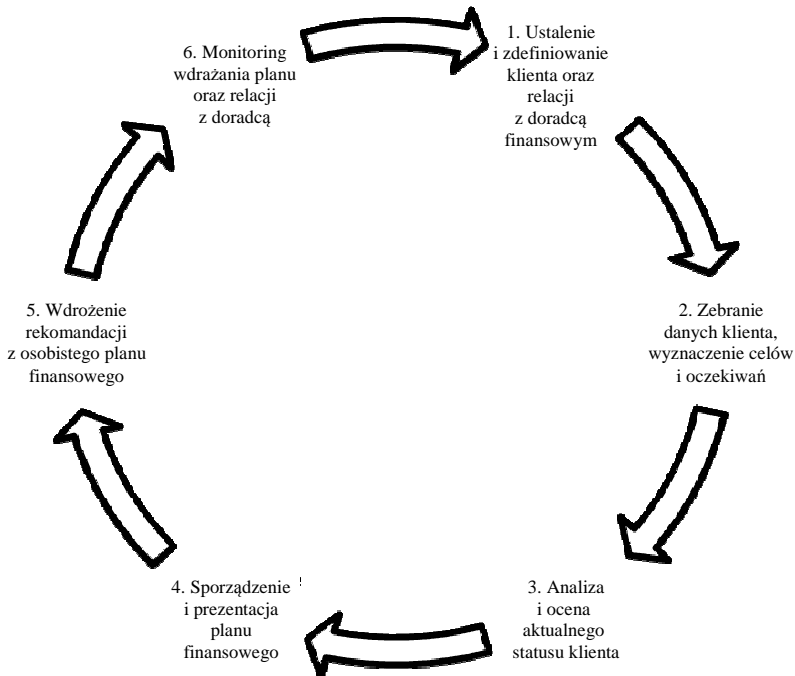 1. Ustalenie
i zdefiniowanie
klienta oraz
relacji
z doradcą
finansowym
2. Zebranie
danych klienta,
wyznaczenie celów
i oczekiwań
3. Analiza
i ocena
aktualnego
statusu klienta
4. Sporządzenie
i prezentacja
planu
finansowego
5. Wdrożenie
rekomandacji
z osobistego planu
finansowego
6. Monitoring
wdrażania planu
oraz relacji
z doradcą